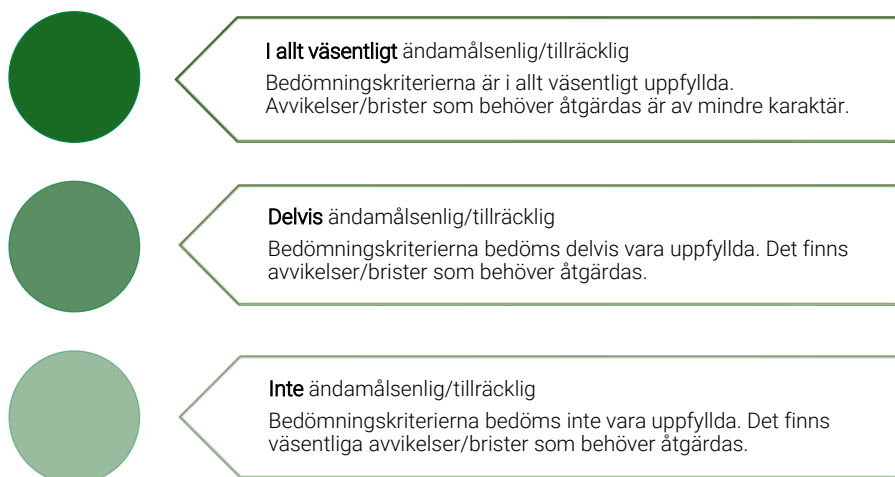 I allt väsentligt ändamålsenlig/tillräcklig
Bedömningskriterierna är i allt väsentligt uppfyllda.
Avvikelser/brister som behöver åtgärdas är av mindre karaktär.
Delvis ändamålsenlig/tillräcklig
Bedömningskriterierna bedöms delvis vara uppfyllda. Det finns
avvikelser/brister som behöver åtgärdas.
Inte ändamålsenlig/tillräcklig
Bedömningskriterierna bedöms inte vara uppfyllda. Det finns
väsentliga avvikelser/brister som behöver åtgärdas.